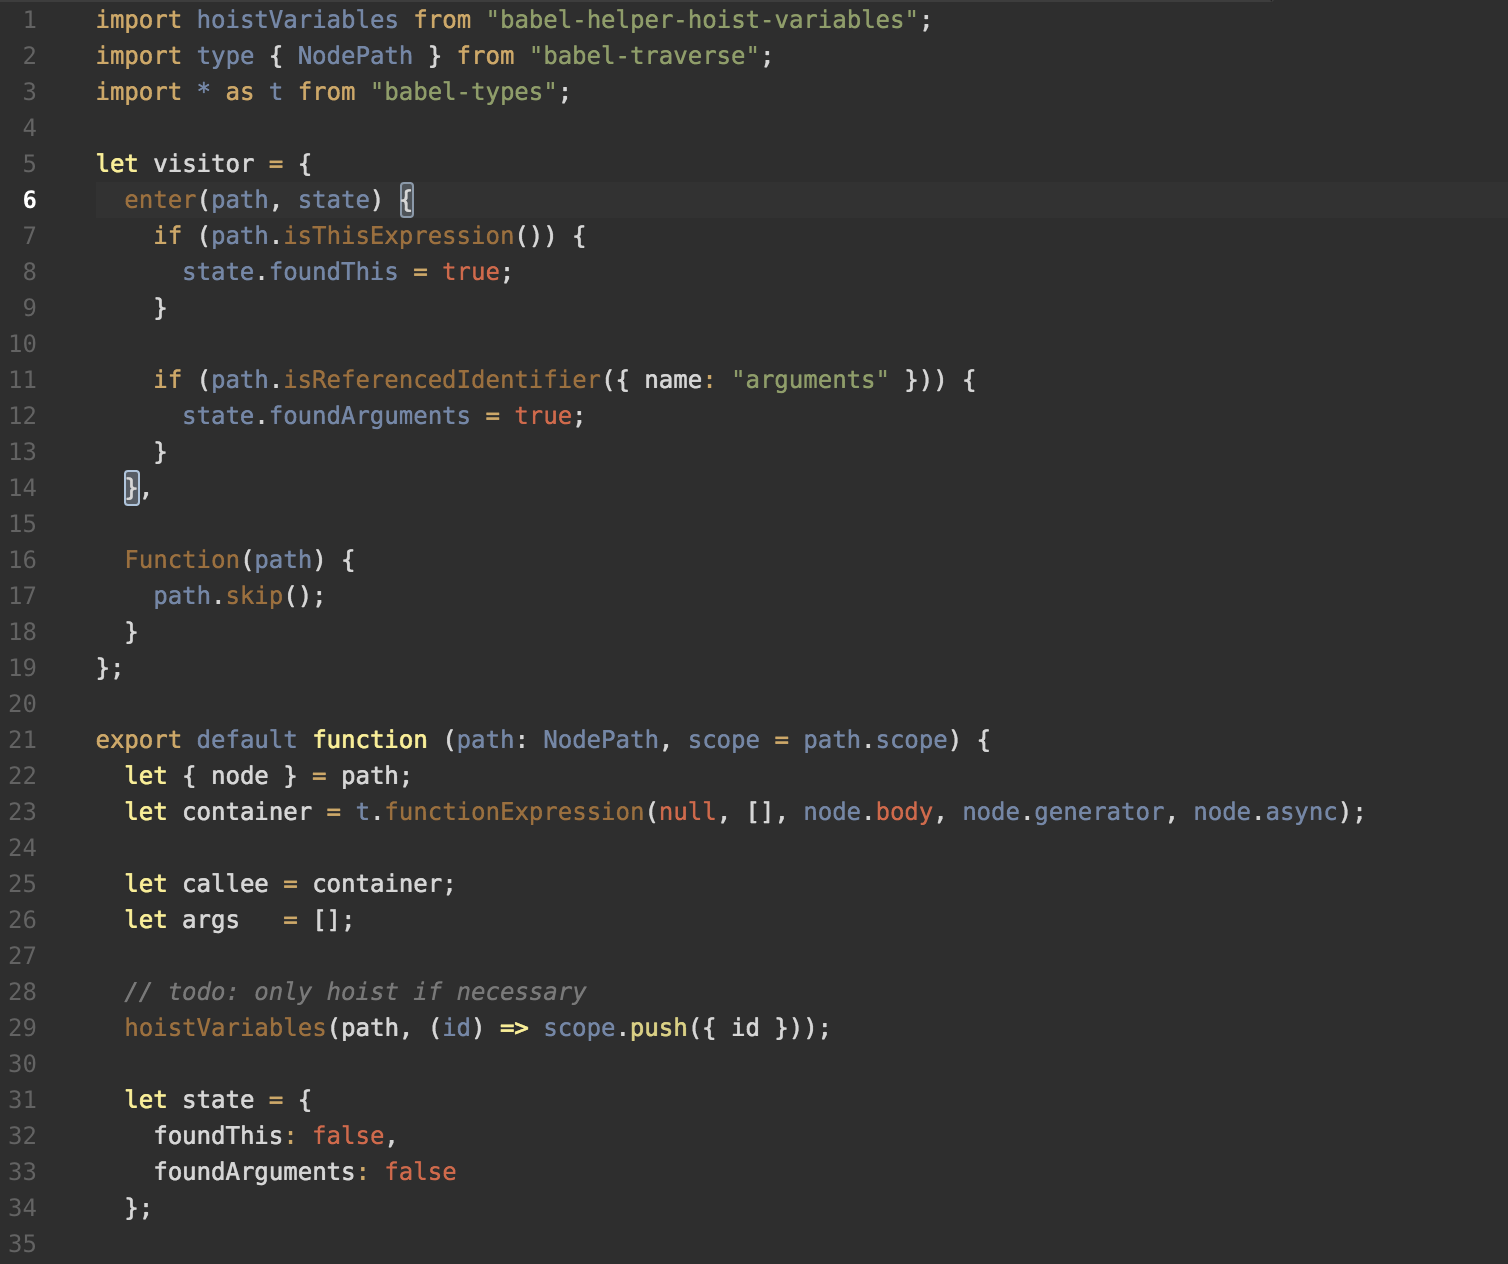 1 import hoistVariables from "babel-helper-hoist-variables";
2 import type { NodePath } from "babel-traverse";
3 import * as t from "babel-types";
4
5 let visitor = {
6   enter(path, state) {
7     if (path.isThisExpression()) {
8       state.foundThis = true;
9     }
10
11     if (path.isReferencedIdentifier({ name: "arguments" })) {
12       state.foundArguments = true;
13     }
14   },
15
16   Function(path) {
17     path.skip();
18   }
19 };
20
21 export default function (path: NodePath, scope = path.scope) {
22   let { node } = path;
23   let container = t.functionExpression(null, [], node.body, node.generator, node.async);
24
25   let callee = container;
26   let args   = [];
27
28   // todo: only hoist if necessary
29   hoistVariables(path, (id) => scope.push({ id }));
30
31   let state = {
32     foundThis: false,
33     foundArguments: false
34   };
35